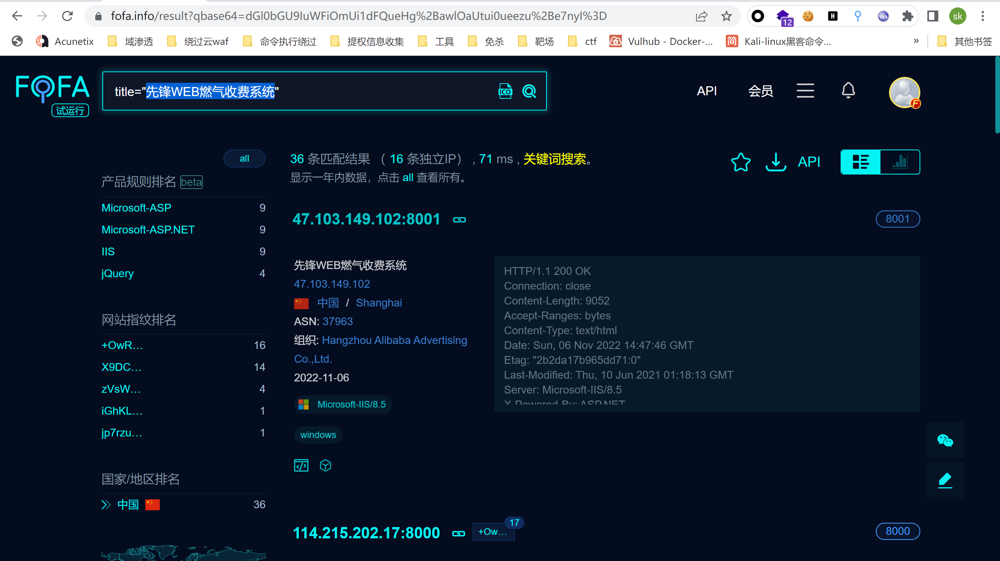 fofa.info/result?qbase64=dGl0bGU9IuWFiOmUi1dFQueHg%2BawlOaUtui0ueezu%2Be7nyI%3D
12
sk
Acunetix 域渗透 绕过云waf 命令执行绕过 提权信息收集 工具 免杀 靶场 ctf Vulhub - Docker-... 简 Kali-linux黑客命令... » 其他书签
FOFA
试运行
title="先锋WEB燃气收费系统"
ICO
API 会员
all
36 条匹配结果 （ 16 条独立IP） , 71 ms , 关键词搜索。
显示一年内数据，点击 all 查看所有。
API
产品规则排名 beta
Microsoft-ASP 9
Microsoft-ASP.NET 9
IIS 9
jQuery 4
网站指纹排名
+OwR... 16
X9DC... 14
zVsW... 4
iGhKL... 1
jp7rzu... 1
国家/地区排名
中国 36
47.103.149.102:8001
8001
先锋WEB燃气收费系统
47.103.149.102
中国 / Shanghai
ASN: 37963
组织: Hangzhou Alibaba Advertising
Co.,Ltd.
2022-11-06
Microsoft-IIS/8.5
windows
HTTP/1.1 200 OK
Connection: close
Content-Length: 9052
Accept-Ranges: bytes
Content-Type: text/html
Date: Sun, 06 Nov 2022 14:47:46 GMT
Etag: "2b2da17b965dd71:0"
Last-Modified: Thu, 10 Jun 2021 01:18:13 GMT
Server: Microsoft-IIS/8.5
X-Powered-By: ASP.NET
114.215.202.17:8000
+Ow... 17
8000